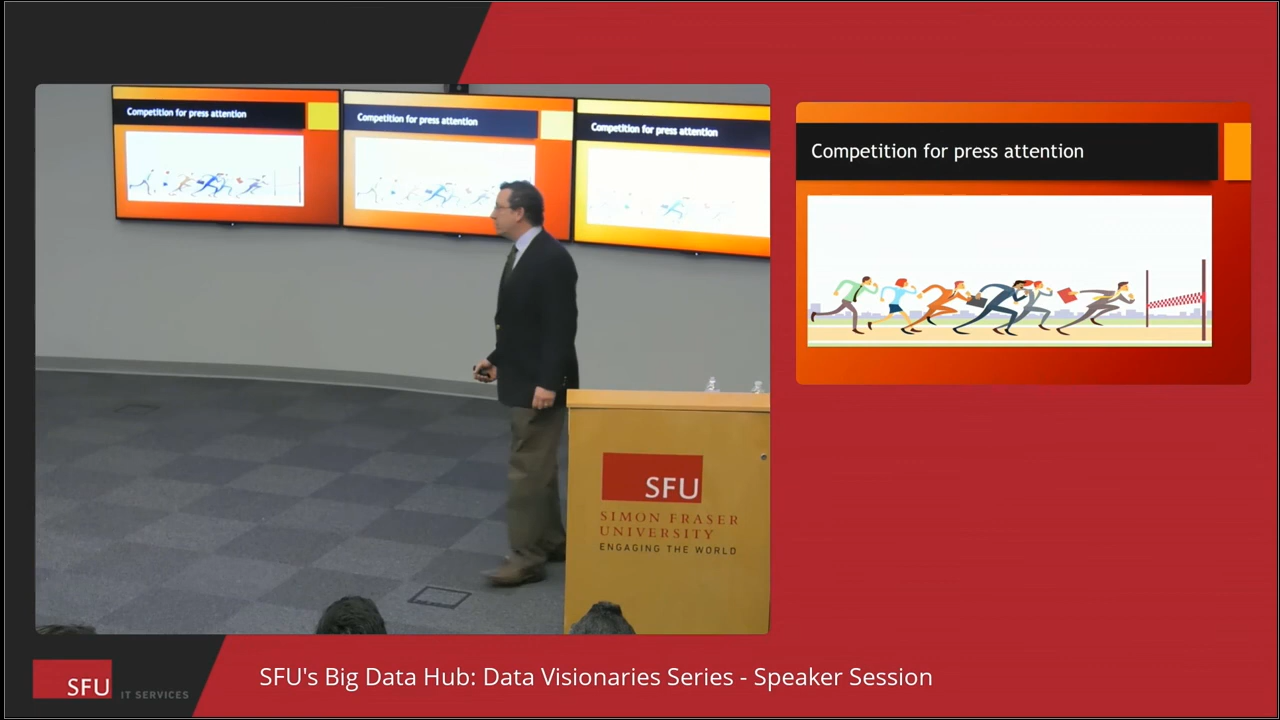 Competition for press attention
Competition for press attention
Competition for press attention
Competition for press attention
SFU
SIMON FRASER
UNIVERSITY
ENGAGING THE WORLD
SFU IT SERVICES
SFU's Big Data Hub: Data Visionaries Series - Speaker Session